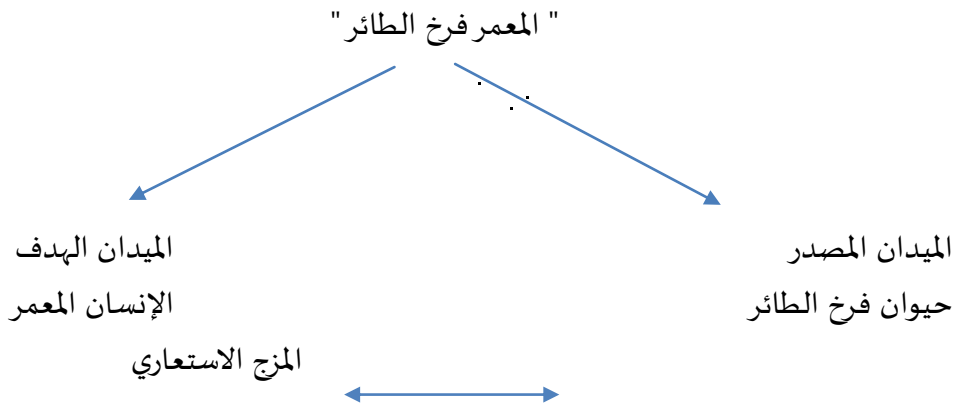 " المعمر فرخ الطائر "
الميدان المصدر
الميدان الهدف
حيوان فرخ الطائر
الإنسان المعمر
المزج الاستعاري